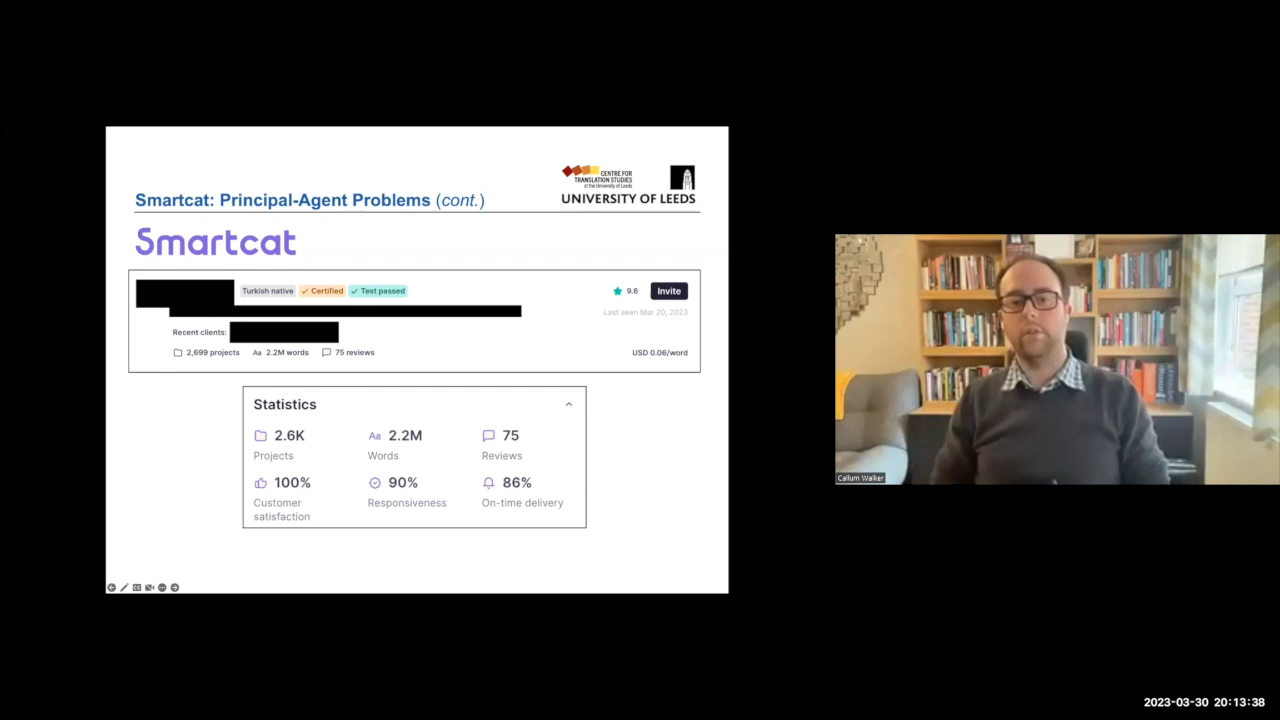 CENTRE FOR
TRANSLATION STUDIES
at the University of Leeds
UNIVERSITY OF LEEDS
Smartcat: Principal-Agent Problems (cont.)
Smartcat
Turkish native Certified Test passed
9.6 Invite
Last seen Mar 20, 2023
Recent clients:
2,699 projects Aa 2.2M words 75 reviews
USD 0.06/word
Statistics
2.6K Aa 2.2M 75
Projects Words Reviews
100% 90% 86%
Customer satisfaction Responsiveness On-time delivery
Callum Walker
2023-03-30 20:13:38